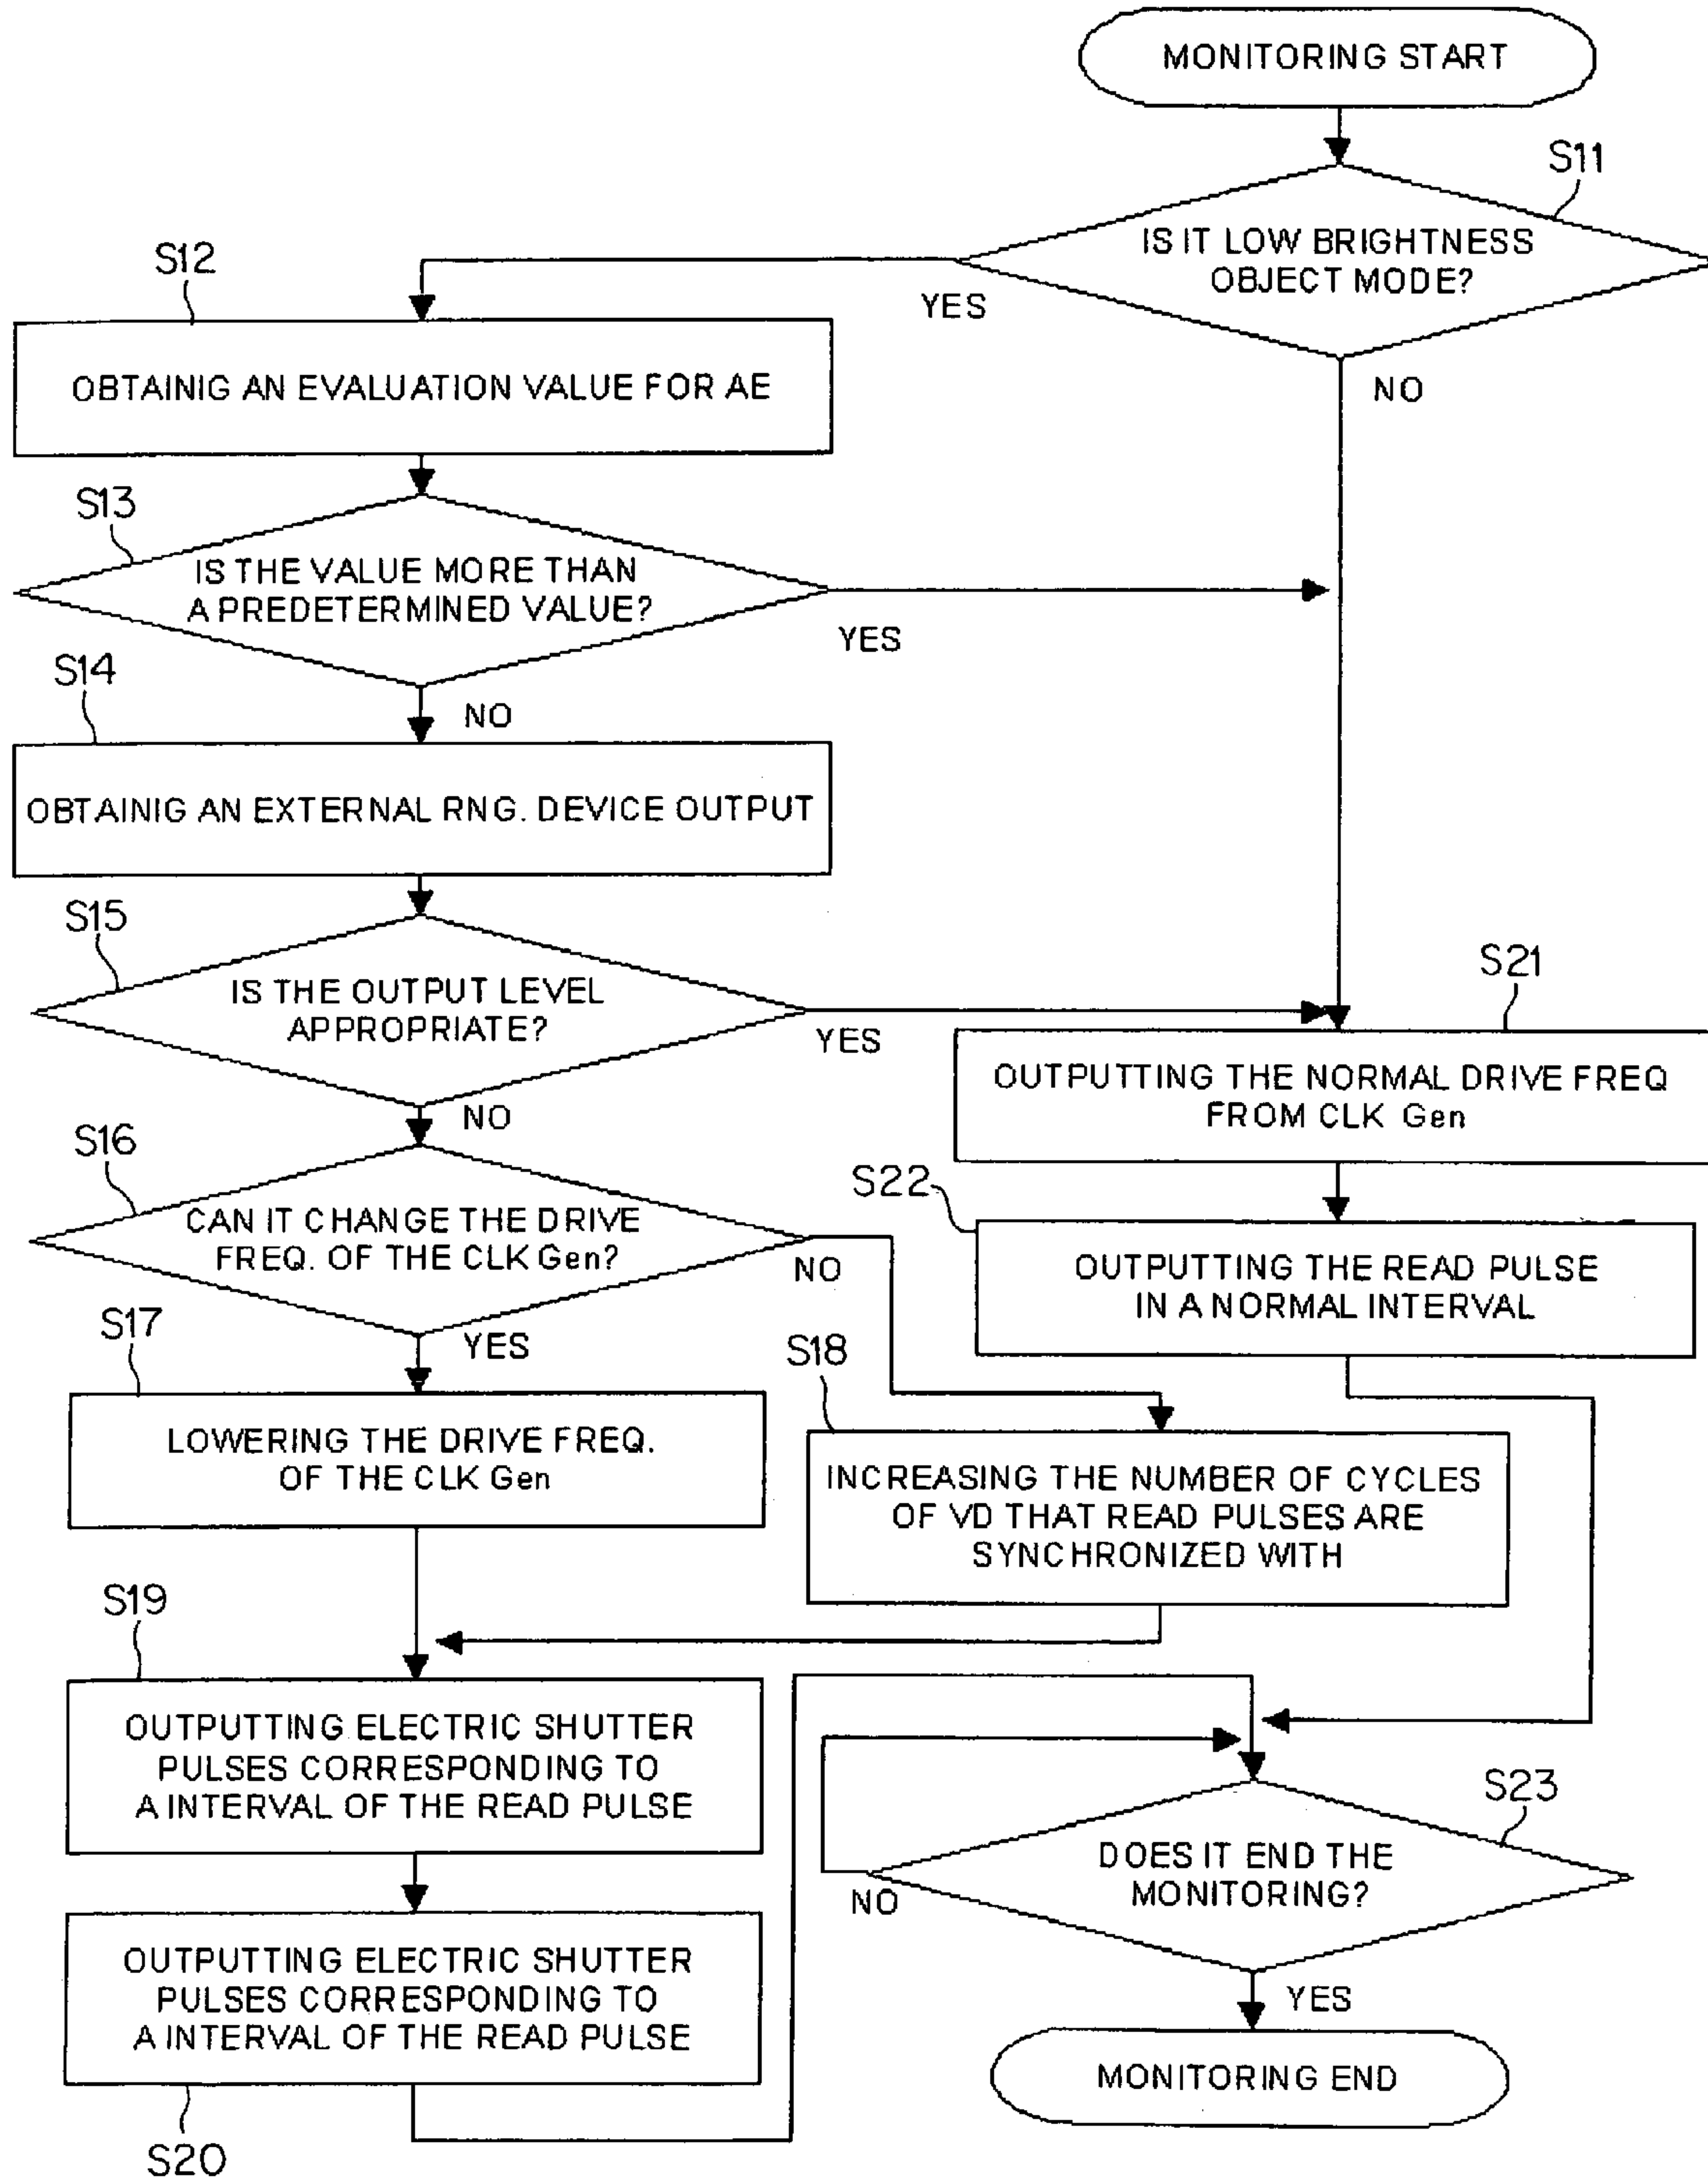 MONITORING START
S11
IS IT LOW BRIGHTNESS
OBJECT MODE?
YES
NO
S12
OBTAINIG AN EVALUATION VALUE FOR AE
S13
IS THE VALUE MORE THAN
A PREDETERMINED VALUE?
YES
NO
S14
OBTAINIG AN EXTERNAL RNG. DEVICE OUTPUT
S15
IS THE OUTPUT LEVEL
APPROPRIATE?
YES
NO
S16
CAN IT CHANGE THE DRIVE
FREQ. OF THE CLK Gen?
NO
YES
S17
LOWERING THE DRIVE FREQ.
OF THE CLK Gen
S18
INCREASING THE NUMBER OF CYCLES
OF VD THAT READ PULSES ARE
SYNCHRONIZED WITH
S19
OUTPUTTING ELECTRIC SHUTTER
PULSES CORRESPONDING TO
A INTERVAL OF THE READ PULSE
OUTPUTTING ELECTRIC SHUTTER
PULSES CORRESPONDING TO
A INTERVAL OF THE READ PULSE
S20
S21
OUTPUTTING THE NORMAL DRIVE FREQ
FROM CLK Gen
S22
OUTPUTTING THE READ PULSE
IN A NORMAL INTERVAL
S23
DOES IT END THE
MONITORING?
NO
YES
MONITORING END